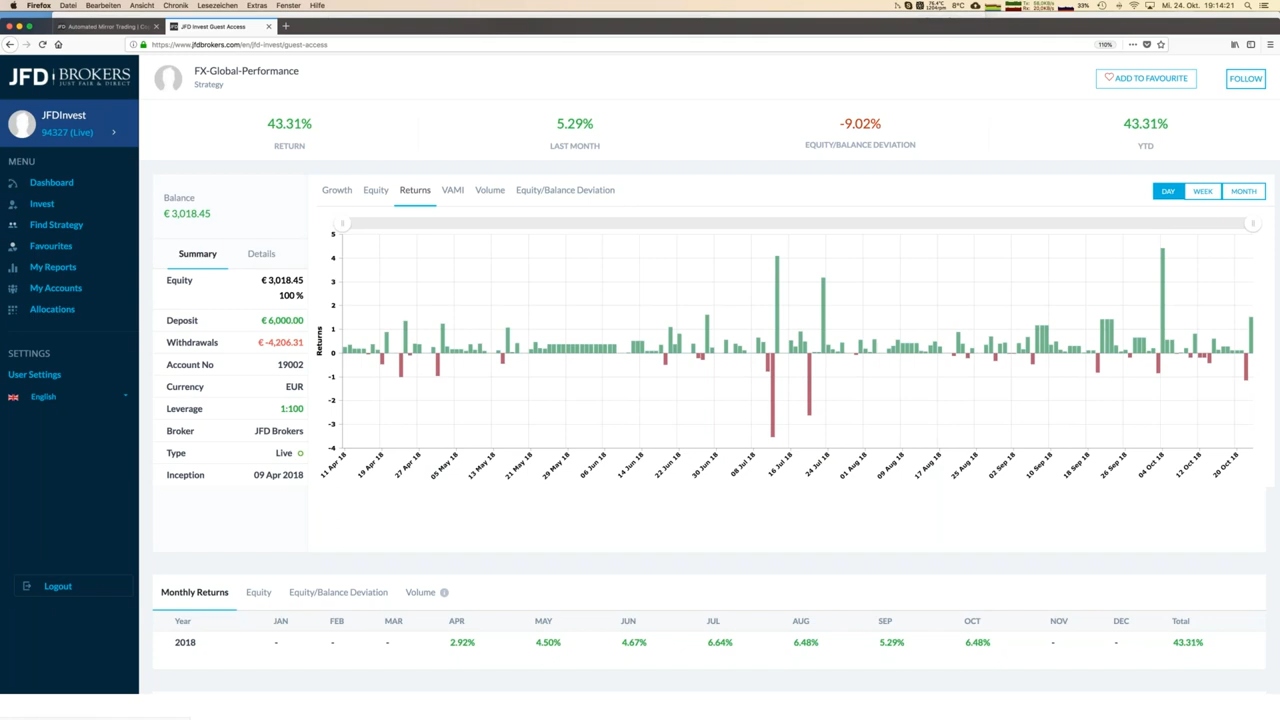 Firefox Datei Bearbeiten Ansicht Chronik Lesezeichen Extras Fenster Hilfe 8°C 33% Mi. 24. Okt. 19:14:21
Automated Mirror Trading | Co JFD Invest Guest Access
https://www.jfdbrokers.com/en/jfd-invest/guest-access 110%
JFD BROKERS
JUST FAIR & DIRECT
FX-Global-Performance
Strategy
ADD TO FAVOURITE
FOLLOW
JFDInvest
94327 (Live)
43.31% 5.29% -9.02% 43.31%
RETURN LAST MONTH EQUITY/BALANCE DEVIATION YTD
MENU
Dashboard
Invest
Find Strategy
Favourites
My Reports
My Accounts
Allocations
SETTINGS
User Settings
English
Logout
Balance
€ 3,018.45
Summary Details
Equity € 3,018.45
100 %
Deposit € 6,000.00
Withdrawals € -4,206.31
Account No 19002
Currency EUR
Leverage 1:100
Broker JFD Brokers
Type Live
Inception 09 Apr 2018
Growth Equity Returns VAMI Volume Equity/Balance Deviation
DAY WEEK MONTH
Returns
5
4
3
2
1
0
-1
-2
-3
-4
11 Apr 18 19 Apr 18 27 Apr 18 05 May 18 13 May 18 21 May 18 29 May 18 06 Jun 18 14 Jun 18 22 Jun 18 30 Jun 18 08 Jul 18 16 Jul 18 24 Jul 18 01 Aug 18 09 Aug 18 17 Aug 18 25 Aug 18 02 Sep 18 10 Sep 18 18 Sep 18 26 Sep 18 04 Oct 18 12 Oct 18 20 Oct 18
Monthly Returns Equity Equity/Balance Deviation Volume
Year JAN FEB MAR APR MAY JUN JUL AUG SEP OCT NOV DEC Total
2018 - - - 2.92% 4.50% 4.67% 6.64% 6.48% 5.29% 6.48% - - 43.31%